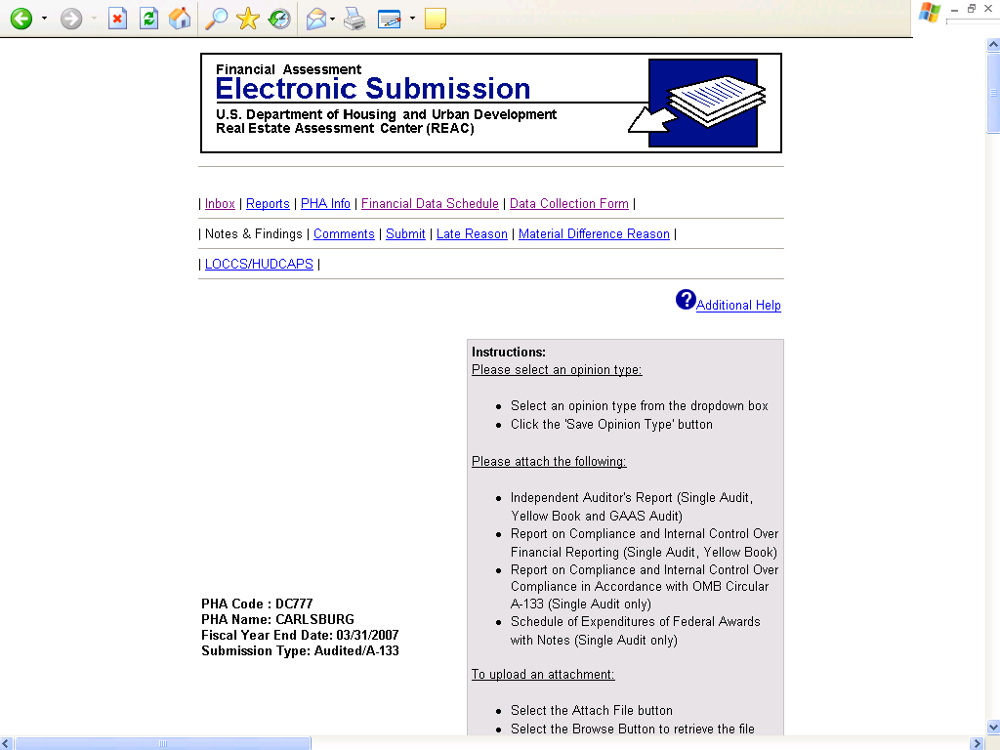 Financial Assessment
Electronic Submission
U.S. Department of Housing and Urban Development
Real Estate Assessment Center (REAC)
| Inbox | Reports | PHA Info | Financial Data Schedule | Data Collection Form |
| Notes & Findings | Comments | Submit | Late Reason | Material Difference Reason |
| LOCCS/HUDCAPS |
? Additional Help
Instructions:
Please select an opinion type:
• Select an opinion type from the dropdown box
• Click the 'Save Opinion Type' button
Please attach the following:
• Independent Auditor's Report (Single Audit,
Yellow Book and GAAS Audit)
• Report on Compliance and Internal Control Over
Financial Reporting (Single Audit, Yellow Book)
• Report on Compliance and Internal Control Over
Compliance in Accordance with OMB Circular
A-133 (Single Audit only)
• Schedule of Expenditures of Federal Awards
with Notes (Single Audit only)
To upload an attachment:
• Select the Attach File button
• Select the Browse Button to retrieve the file
PHA Code : DC777
PHA Name: CARLSBURG
Fiscal Year End Date: 03/31/2007
Submission Type: Audited/A-133